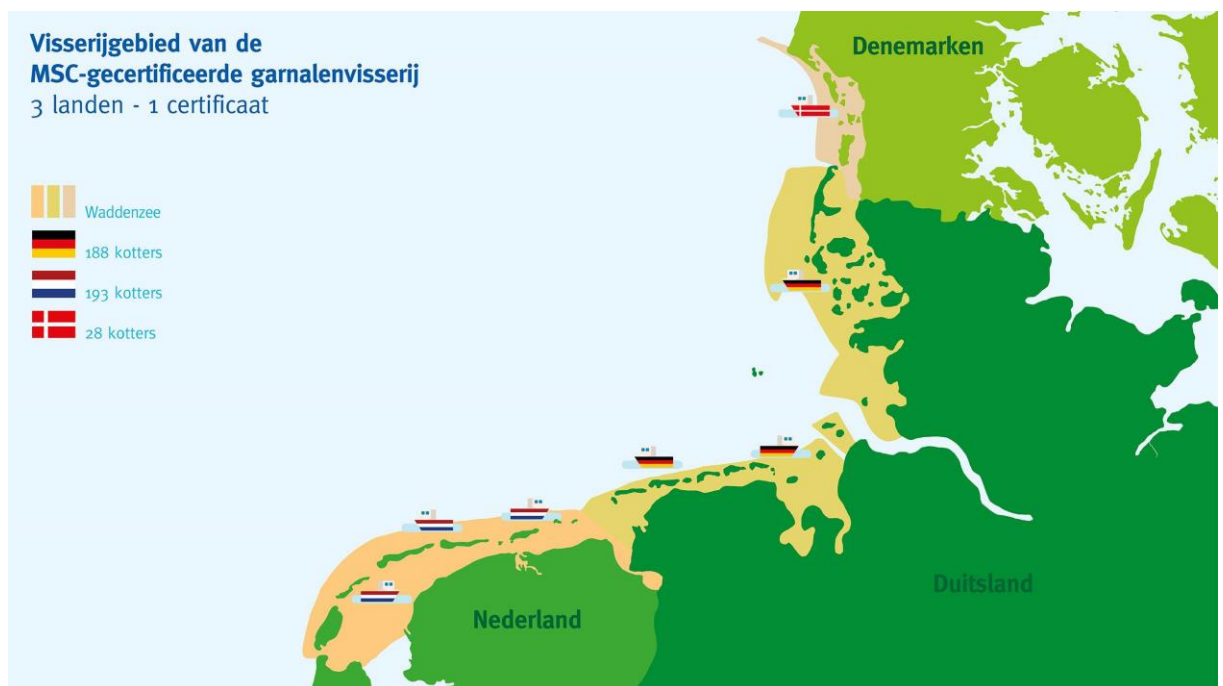 Visserijgebied van de
MSC-gecertificeerde garnalenvisserij
3 landen - 1 certificaat
Waddenzee
188 kotters
193 kotters
28 kotters
Denemarken
Duitsland
Nederland